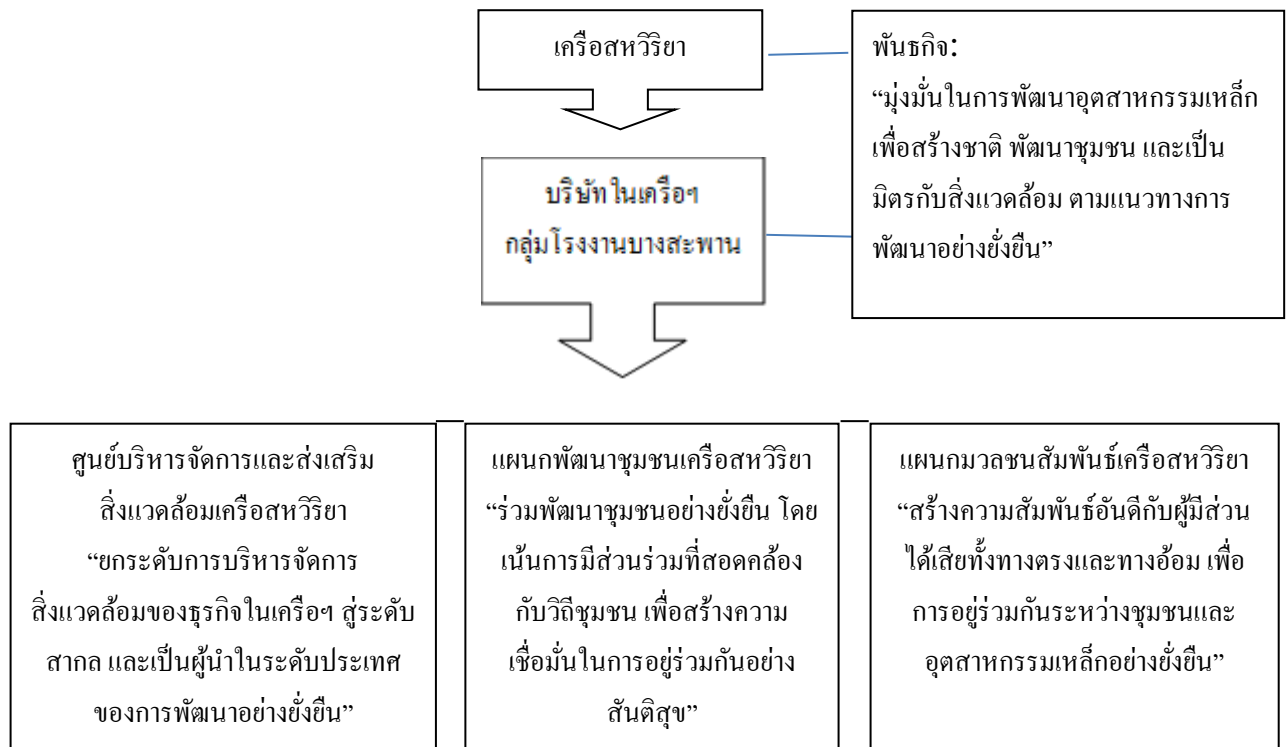 เครือสหวิริยา
พันธกิจ:
“มุ่งมั่นในการพัฒนาอุตสาหกรรมเหล็ก
เพื่อสร้างชาติ พัฒนาชุมชน และเป็น
มิตรกับสิ่งแวดล้อม ตามแนวทางการ
พัฒนาอย่างยั่งยืน”
บริษัทในเครือฯ
กลุ่มโรงงานบางสะพาน
ศูนย์บริหารจัดการและส่งเสริม
สิ่งแวดล้อมเครือสหวิริยา
“ยกระดับการบริหารจัดการ
สิ่งแวดล้อมของธุรกิจในเครือฯ สู่ระดับ
สากล และเป็นผู้นำในระดับประเทศ
ของการพัฒนาอย่างยั่งยืน”
แผนกพัฒนาชุมชนเครือสหวิริยา
“ร่วมพัฒนาชุมชนอย่างยั่งยืน โดย
เน้นการมีส่วนร่วมที่สอดคล้อง
กับวิถีชุมชน เพื่อสร้างความ
เชื่อมั่นในการอยู่ร่วมกันอย่าง
สันติสุข”
แผนกมวลชนสัมพันธ์เครือสหวิริยา
“สร้างความสัมพันธ์อันดีกับผู้มีส่วน
ได้เสียทั้งทางตรงและทางอ้อม เพื่อ
การอยู่ร่วมกันระหว่างชุมชนและ
อุตสาหกรรมเหล็กอย่างยั่งยืน”